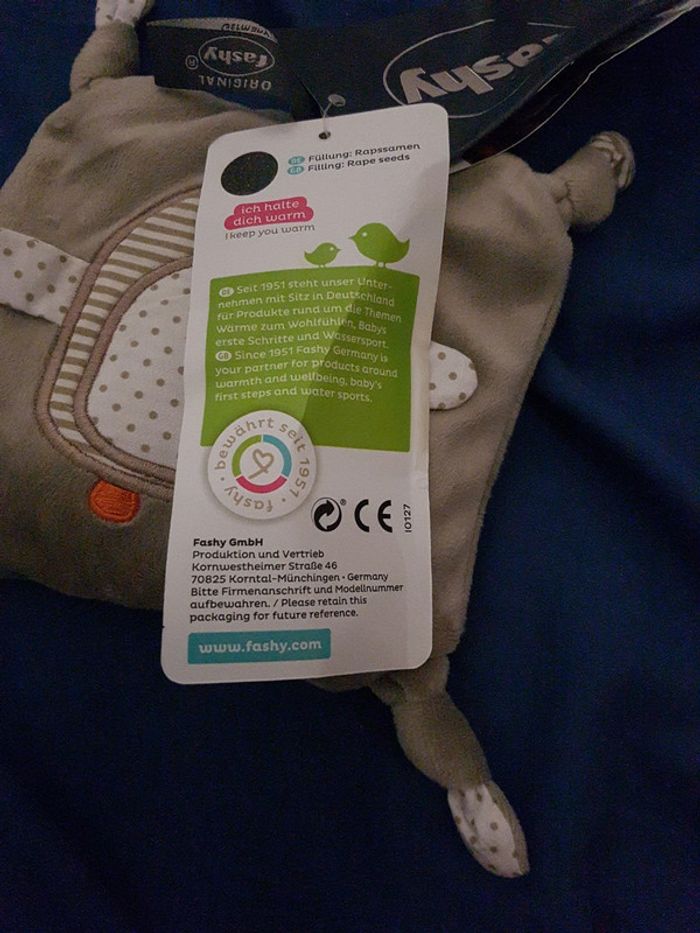 ORIGINAL
fashy®
fashy
DE Füllung: Rapssamen
GB Filling: Rape seeds
ich halte
dich warm
I keep you warm
DE Seit 1951 steht unser Unter-
nehmen mit Sitz in Deutschland
für Produkte rund um die Themen
Wärme zum Wohlfühlen, Babys
erste Schritte und Wassersport.
GB Since 1951 Fashy Germany is
your partner for products around
warmth and wellbeing, baby's
first steps and water sports.
bewährt seit 1951 · fashy ·
CE
10127
Fashy GmbH
Produktion und Vertrieb
Kornwestheimer Straße 46
70825 Korntal-Münchingen · Germany
Bitte Firmenanschrift und Modellnummer
aufbewahren. / Please retain this
packaging for future reference.
www.fashy.com